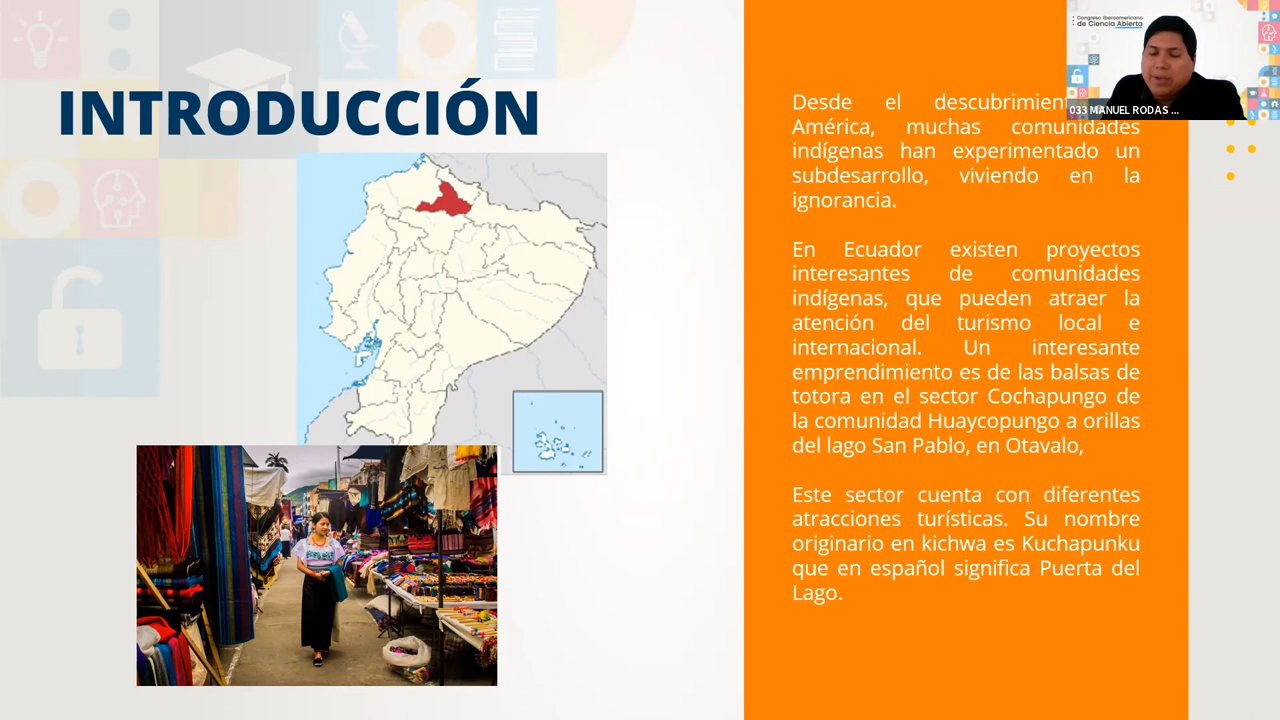 INTRODUCCIÓN
Congreso Iberoamericano
de Ciencia Abierta
033 MANUEL RODAS ...
Desde el descubrimien
América, muchas comunidades
indígenas han experimentado un
subdesarrollo, viviendo en la
ignorancia.
En Ecuador existen proyectos
interesantes de comunidades
indígenas, que pueden atraer la
atención del turismo local e
internacional. Un interesante
emprendimiento es de las balsas de
totora en el sector Cochapungo de
la comunidad Huaycopungo a orillas
del lago San Pablo, en Otavalo,
Este sector cuenta con diferentes
atracciones turísticas. Su nombre
originario en kichwa es Kuchapunku
que en español significa Puerta del
Lago.